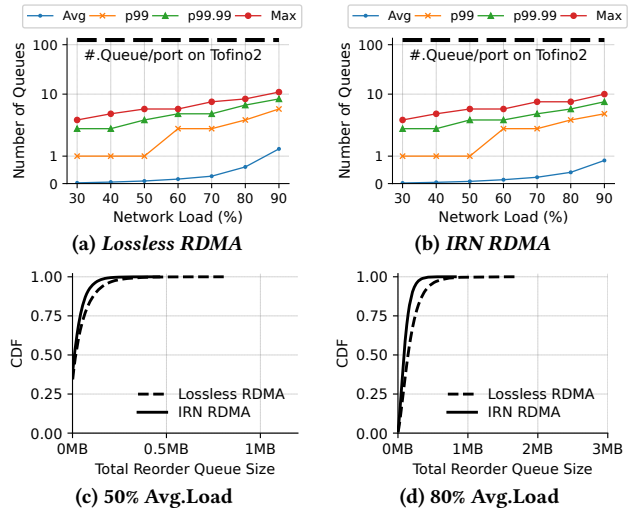 Avg p99 p99.99 Max
Avg p99 p99.99 Max
100
#.Queue/port on Tofino2
10
1
0
Number of Queues
30 40 50 60 70 80 90
Network Load (%)
(a) Lossless RDMA
100
#.Queue/port on Tofino2
10
1
0
Number of Queues
30 40 50 60 70 80 90
Network Load (%)
(b) IRN RDMA
1.00
0.75
0.50
0.25
0.00
CDF
Lossless RDMA
IRN RDMA
0MB 0.5MB 1MB
Total Reorder Queue Size
(c) 50% Avg.Load
1.00
0.75
0.50
0.25
0.00
CDF
Lossless RDMA
IRN RDMA
0MB 1MB 2MB 3MB
Total Reorder Queue Size
(d) 80% Avg.Load